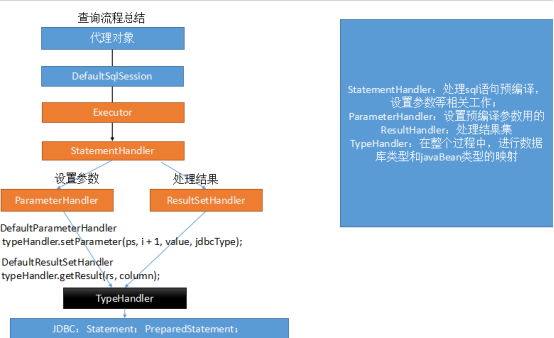 查询流程总结
代理对象
DefaultSqlSession
Executor
StatementHandler
设置参数
处理结果
ParameterHandler
ResultSetHandler
DefaultParameterHandler
typeHandler.setParameter(ps, i + 1, value, jdbcType);
DefaultResultSetHandler
typeHandler.getResult(rs, column);
TypeHandler
JDBC：Statement：PreparedStatement：
StatementHandler：处理sql语句预编译，
设置参数等相关工作；
ParameterHandler：设置预编译参数用的
ResultHandler：处理结果集
TypeHandler：在整个过程中，进行数据
库类型和javaBean类型的映射